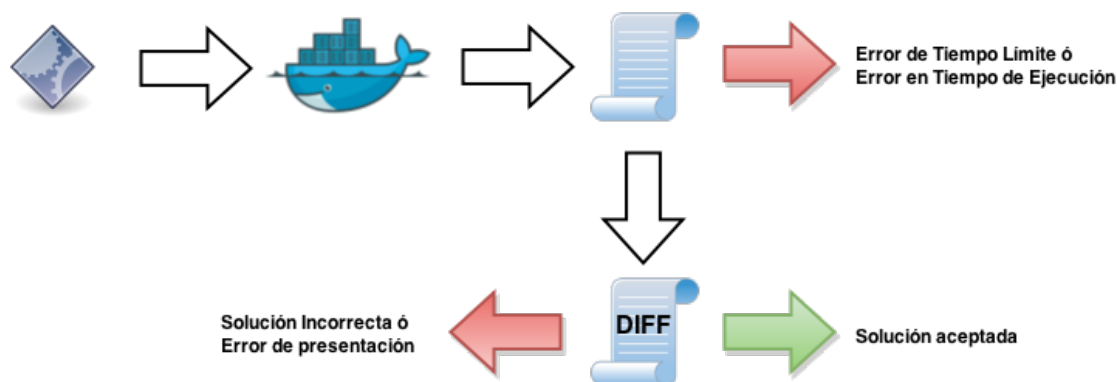 Error de Tiempo Límite ó
Error en Tiempo de Ejecución
Solución Incorrecta ó
Error de presentación
DIFF
Solución aceptada